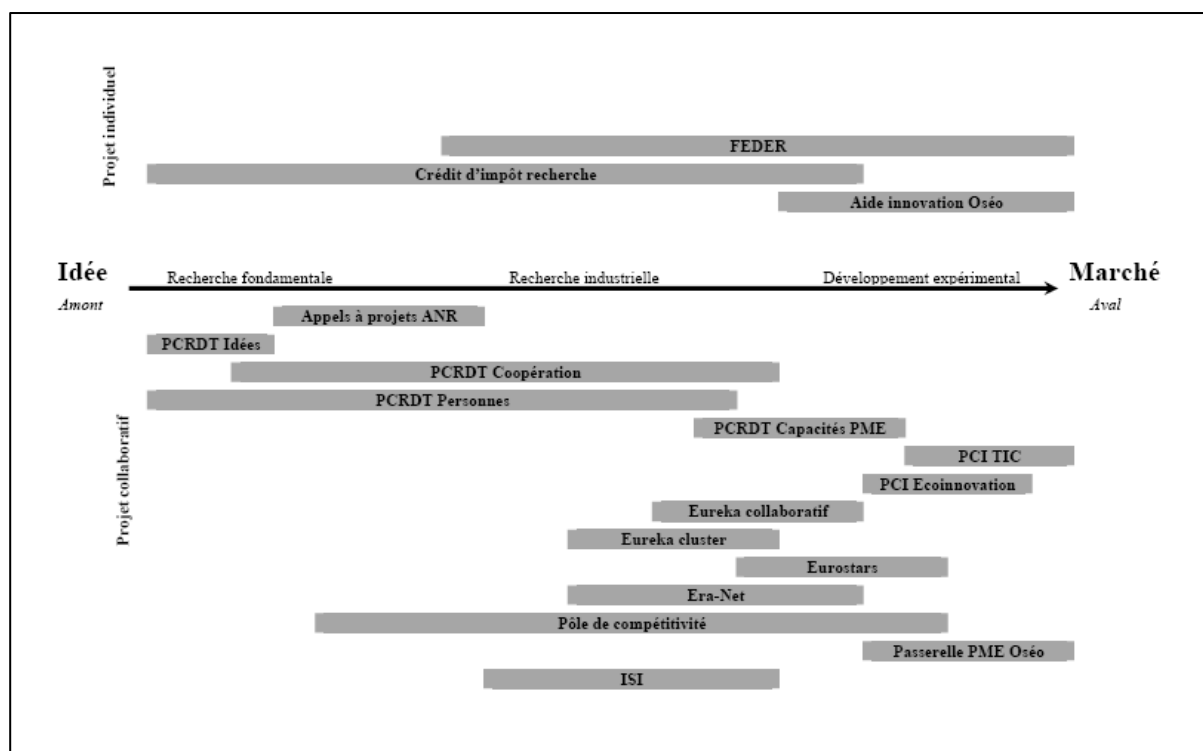 Projet individuel
FEDER
Crédit d'impôt recherche
Aide innovation Oséo
Idée
Recherche fondamentale
Recherche industrielle
Développement expérimental
Marché
Amont
Aval
Projet collaboratif
Appels à projets ANR
PCRDT Idées
PCRDT Coopération
PCRDT Personnes
PCRDT Capacités PME
PCI TIC
PCI Ecoinnovation
Eureka collaboratif
Eureka cluster
Eurostars
Era-Net
Pôle de compétitivité
Passerelle PME Oséo
ISI